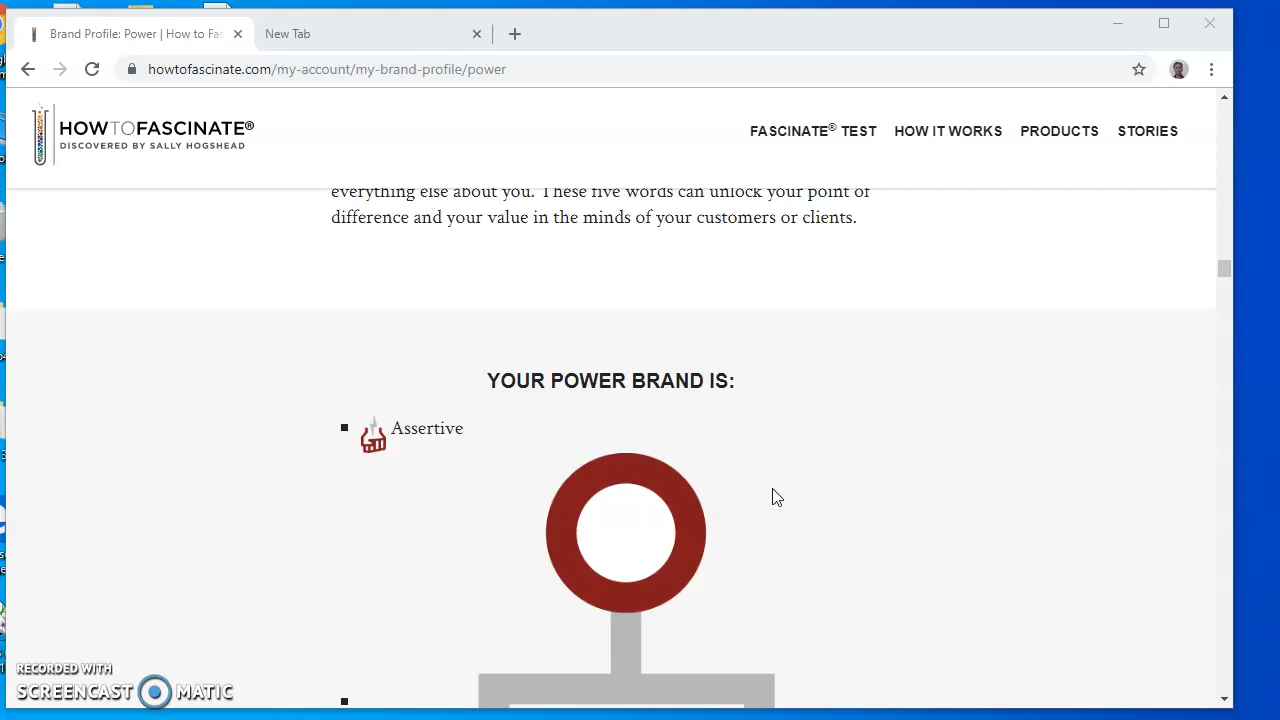 Brand Profile: Power | How to Fas
New Tab
howtofascinate.com/my-account/my-brand-profile/power
HOWTOFASCINATE®
DISCOVERED BY SALLY HOGSHEAD
FASCINATE® TEST HOW IT WORKS PRODUCTS STORIES
everything else about you. These five words can unlock your point of
difference and your value in the minds of your customers or clients.
YOUR POWER BRAND IS:
Assertive
RECORDED WITH
SCREENCAST MATIC